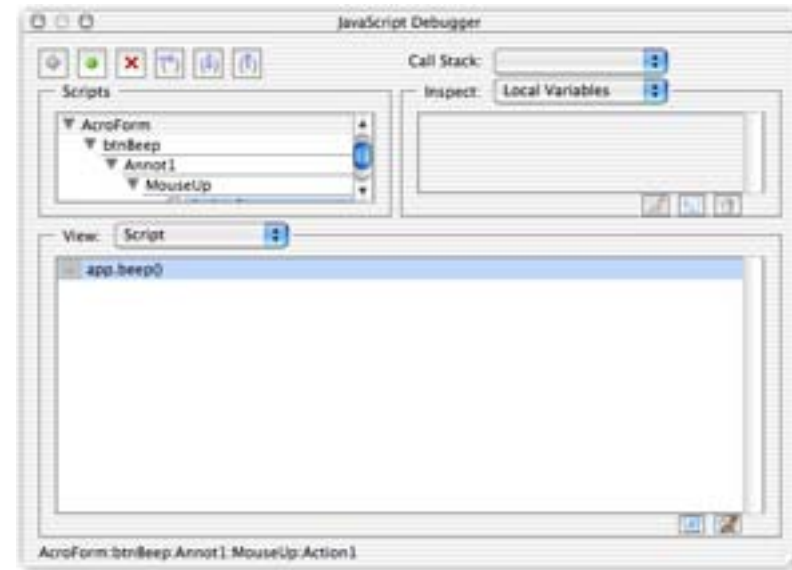 JavaScript Debugger
Call Stack:
Scripts
Inspect: Local Variables
AcroForm
btnBeep
Annot1
MouseUp
View: Script
app.beep()
AcroForm:btnBeep:Annot1:MouseUp:Action1